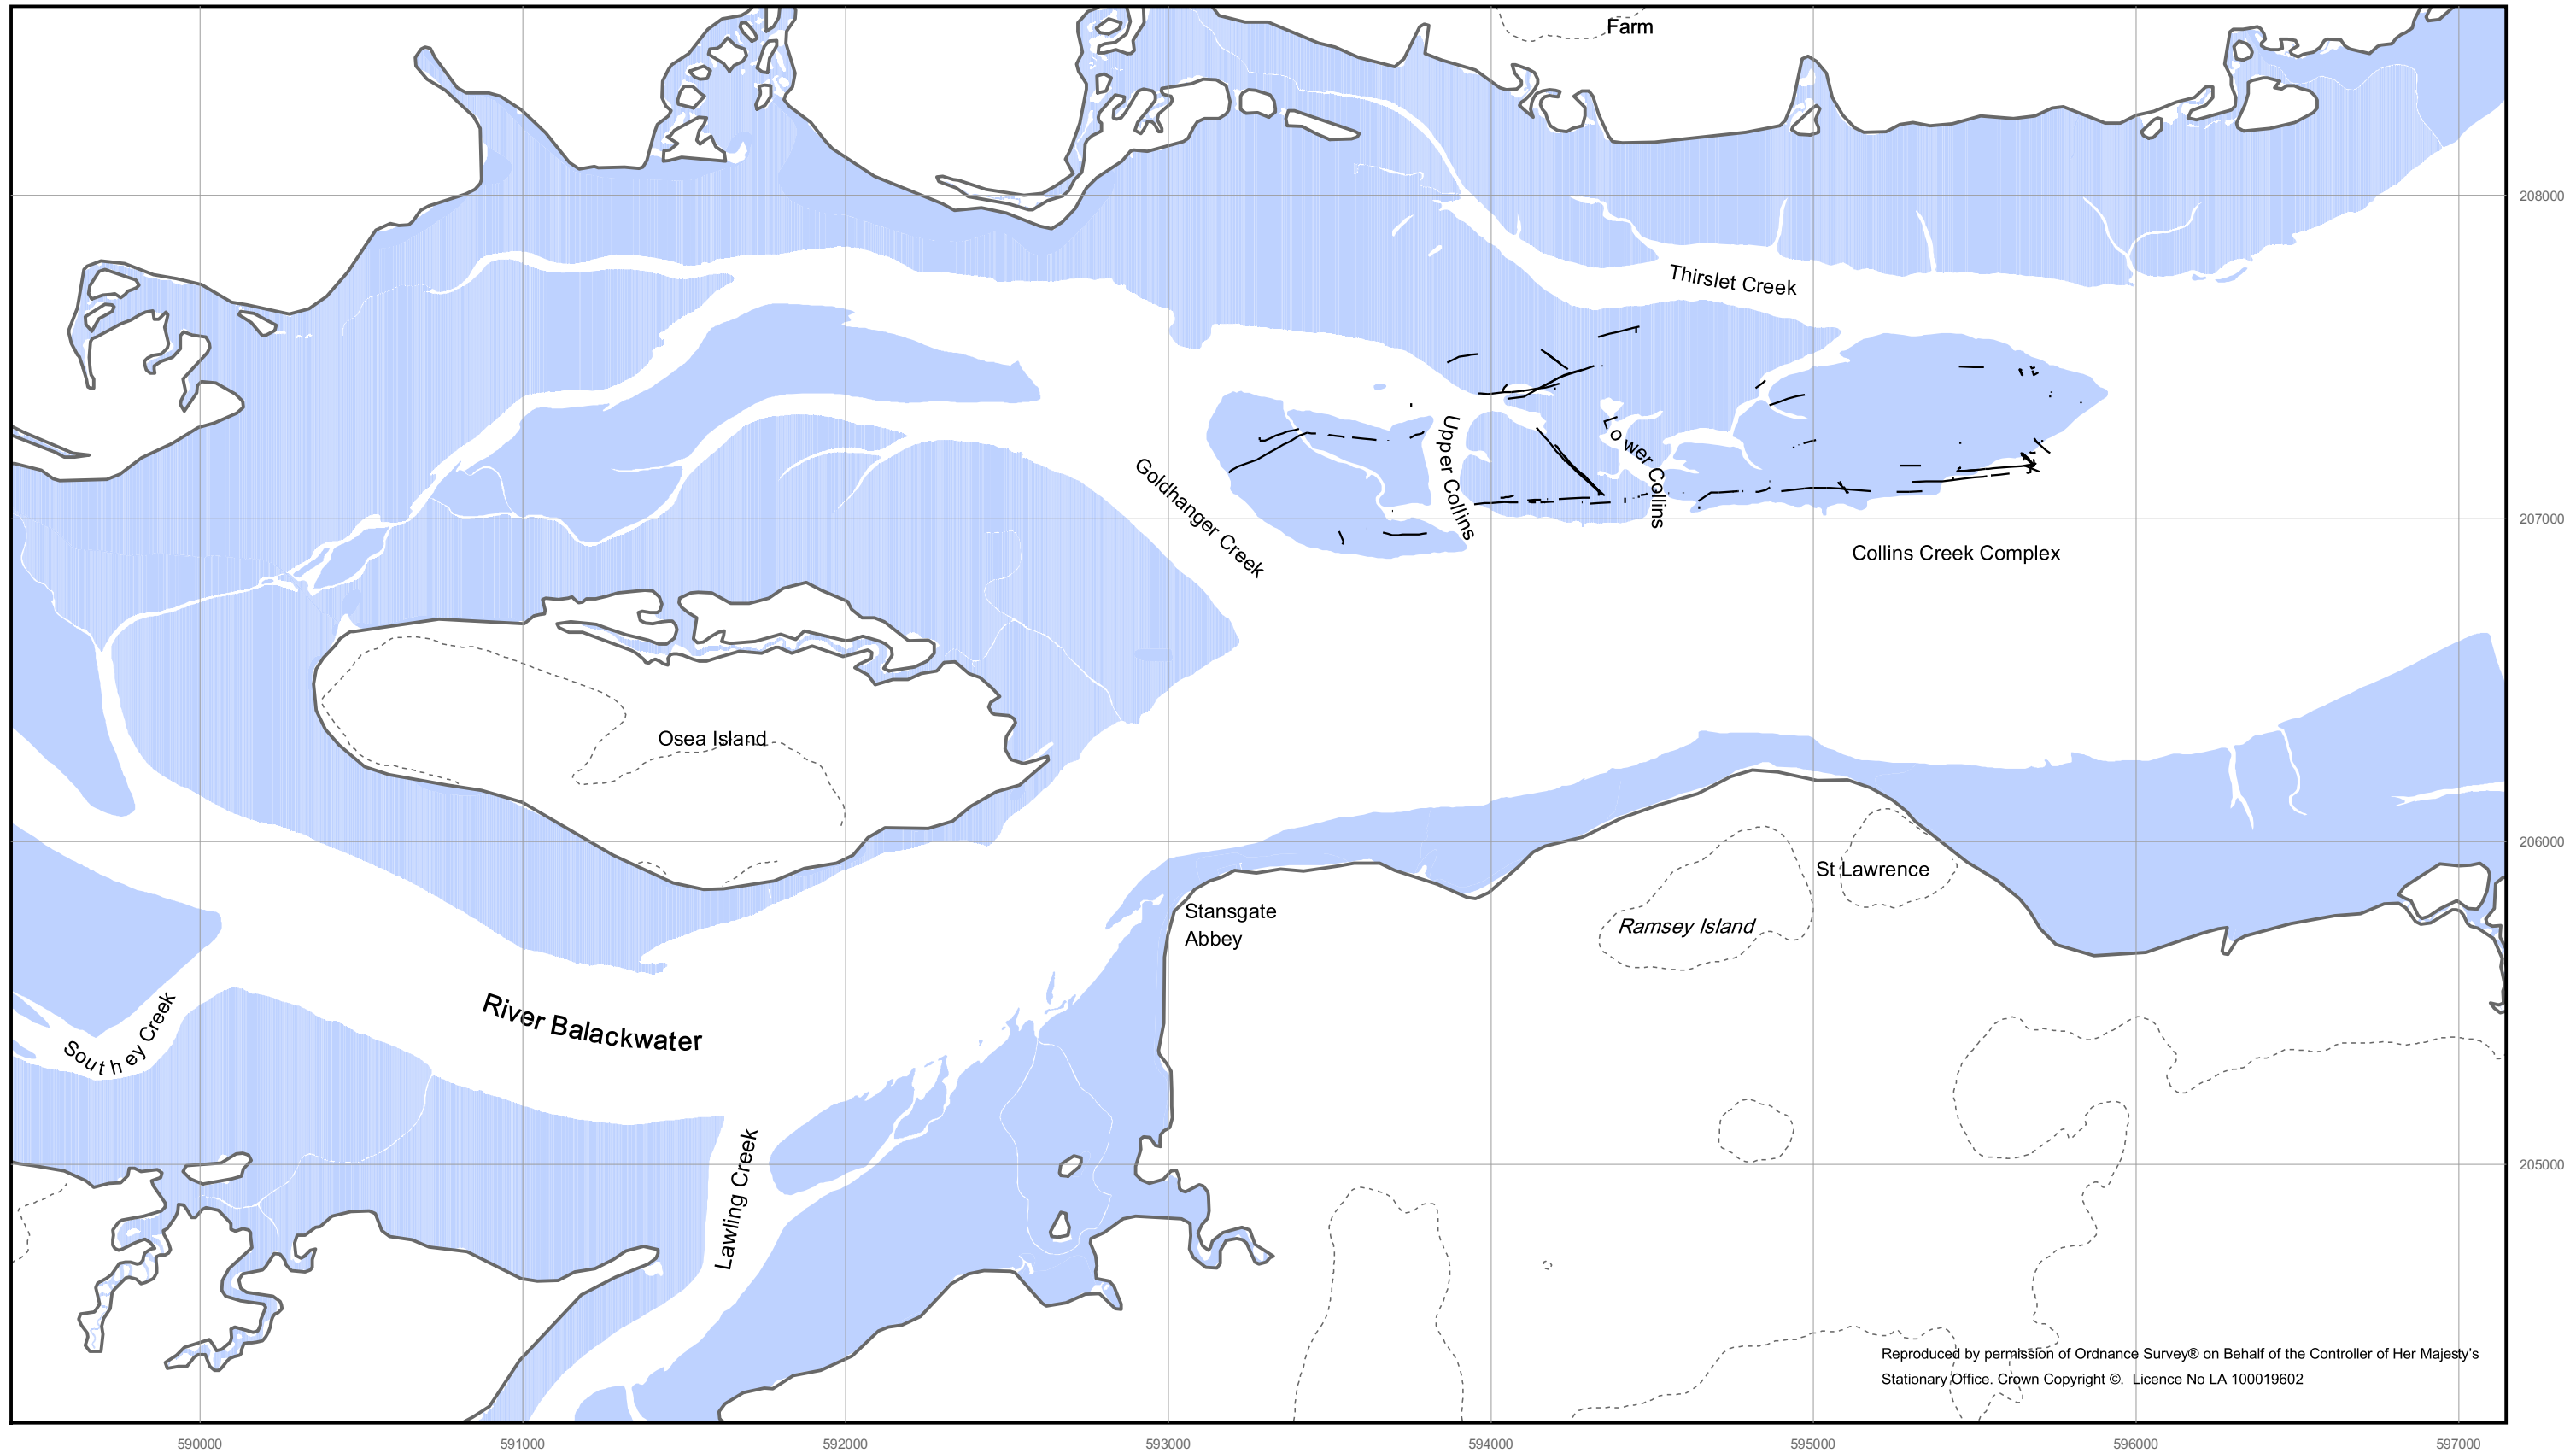 Farm
208000
Thirslet Creek
Upper Collins
Lower Collins
Goldhanger Creek
207000
Collins Creek Complex
Osea Island
206000
St Lawrence
Stansgate
Abbey
Ramsey Island
River Balackwater
Southey Creek
Lawling Creek
205000
Reproduced by permission of Ordnance Survey® on Behalf of the Controller of Her Majesty's
Stationary Office. Crown Copyright ©. Licence No LA 100019602
590000 591000 592000 593000 594000 595000 596000 597000